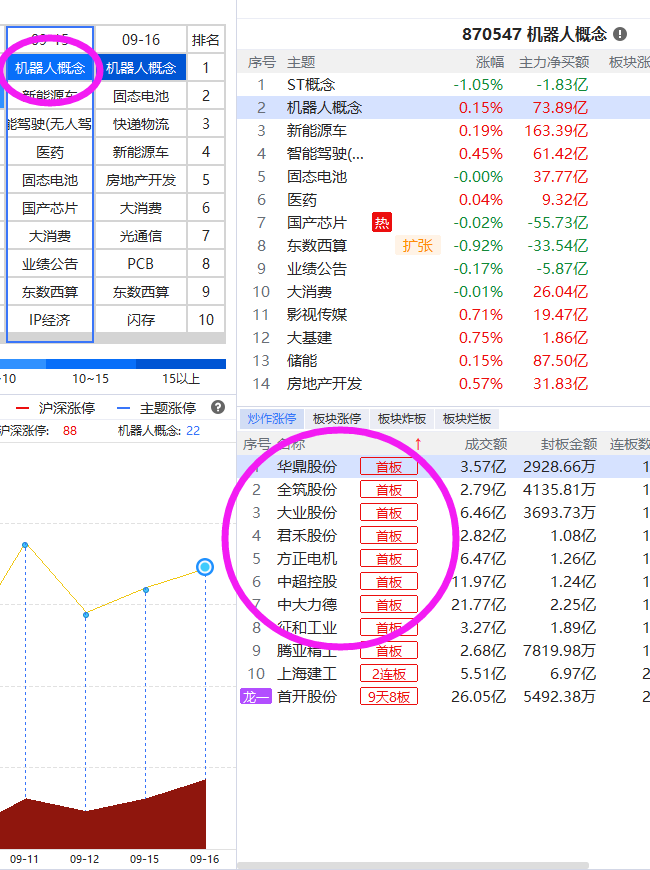 09-15 09-16 排名
机器人概念 机器人概念 1
新能源车 固态电池 2
能驾驶(无人驾 快递物流 3
医药 新能源车 4
固态电池 房地产开发 5
国产芯片 大消费 6
大消费 光通信 7
业绩公告 PCB 8
东数西算 东数西算 9
IP经济 闪存 10
~10 10~15 15以上
沪深涨停 主题涨停 ?
沪深涨停: 88 机器人概念: 22
09-11 09-12 09-15 09-16
870547 机器人概念 !
序号 主题 涨幅 主力净买额 板块涨
1 ST概念 -1.05% -1.83亿
2 机器人概念 0.15% 73.89亿
3 新能源车 0.19% 163.39亿
4 智能驾驶(... 0.45% 61.42亿
5 固态电池 -0.00% 37.77亿
6 医药 0.04% 9.32亿
7 国产芯片 热 -0.02% -55.73亿
8 东数西算 扩张 -0.92% -33.54亿
9 业绩公告 -0.17% -5.87亿
10 大消费 -0.01% 26.04亿
11 影视传媒 0.71% 19.47亿
12 大基建 0.75% 1.86亿
13 储能 0.15% 87.50亿
14 房地产开发 0.57% 31.83亿
炒作涨停 板块涨停 板块炸板 板块烂板
序号 名称 ↑ 成交额 封板金额 连板数
华鼎股份 首板 3.57亿 2928.66万 1
2 全筑股份 首板 2.79亿 4135.81万 1
3 大业股份 首板 6.46亿 3693.73万 1
4 君禾股份 首板 2.82亿 1.08亿 1
5 方正电机 首板 6.47亿 1.26亿 1
6 中超控股 首板 11.97亿 1.24亿 1
7 中大力德 首板 21.77亿 2.25亿 1
8 征和工业 首板 3.27亿 1.89亿 1
9 腾亚精工 首板 2.68亿 7819.98万 1
10 上海建工 2连板 5.51亿 6.97亿 2
龙一 首开股份 9天8板 26.05亿 5492.38万 2